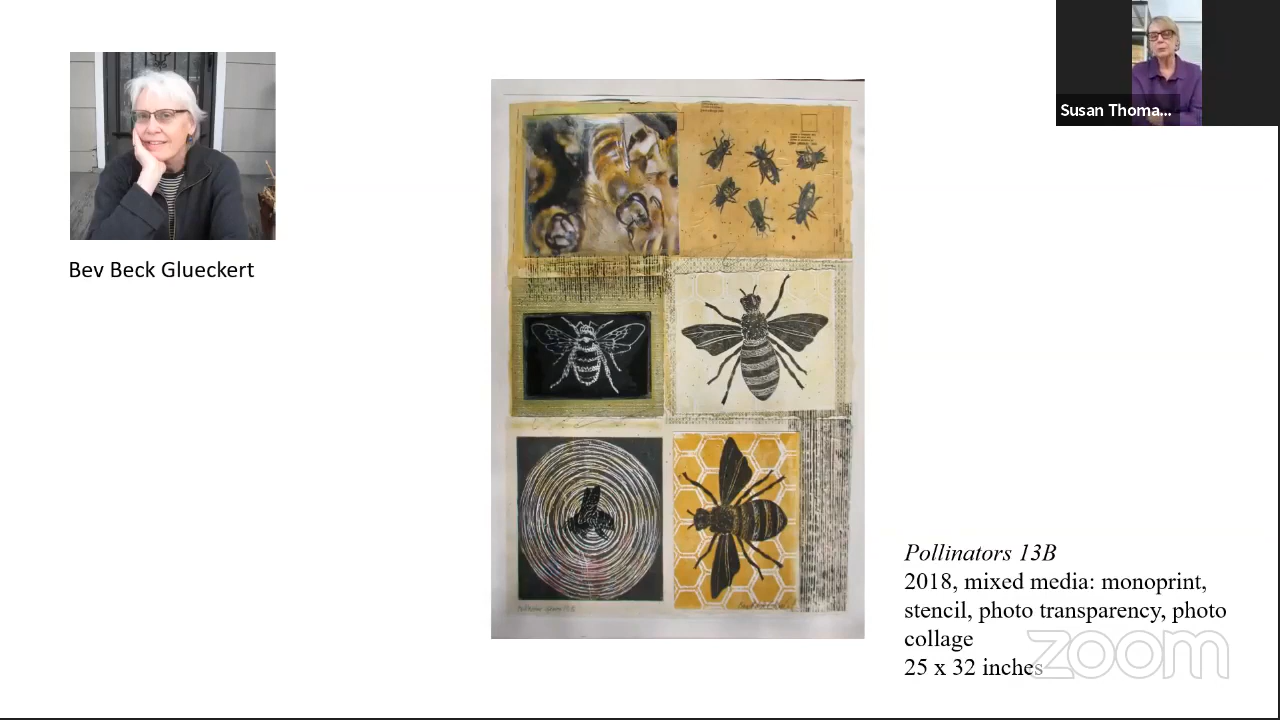 Susan Thoma...
Bev Beck Glueckert
Pollinators 13B
2018, mixed media: monoprint,
stencil, photo transparency, photo
collage
25 x 32 inches
zoom